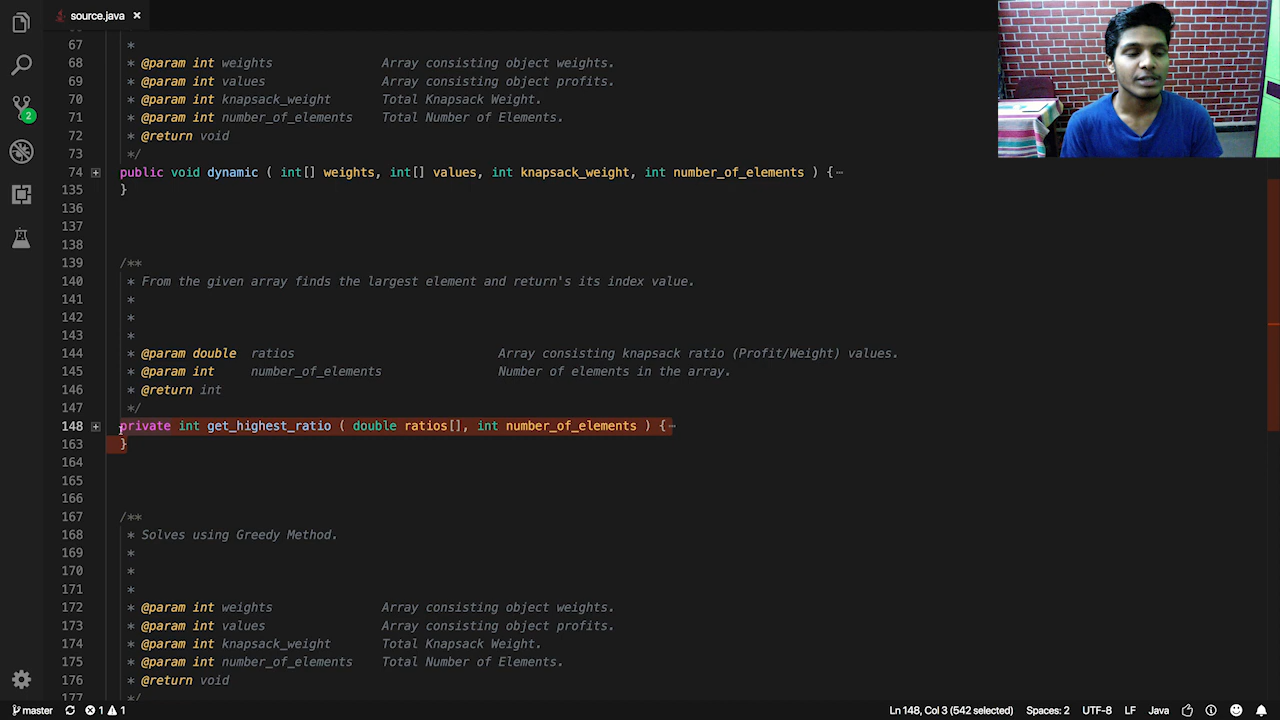 source.java ×
67 *
68 * @param int weights Array consisting object weights.
69 * @param int values Array consisting object profits.
70 * @param int knapsack_weight Total Knapsack Weight.
71 * @param int number_of_elements Total Number of Elements.
72 * @return void
73 */
74 public void dynamic ( int[] weights, int[] values, int knapsack_weight, int number_of_elements ) {⋯
135 }
136
137
138
139 /**
140 * From the given array finds the largest element and return's its index value.
141 *
142 *
143 *
144 * @param double ratios Array consisting knapsack ratio (Profit/Weight) values.
145 * @param int number_of_elements Number of elements in the array.
146 * @return int
147 */
148 private int get_highest_ratio ( double ratios[], int number_of_elements ) {⋯
163 }
164
165
166
167 /**
168 * Solves using Greedy Method.
169 *
170 *
171 *
172 * @param int weights Array consisting object weights.
173 * @param int values Array consisting object profits.
174 * @param int knapsack_weight Total Knapsack Weight.
175 * @param int number_of_elements Total Number of Elements.
176 * @return void
177 */
2
master 1 1 Ln 148, Col 3 (542 selected) Spaces: 2 UTF-8 LF Java